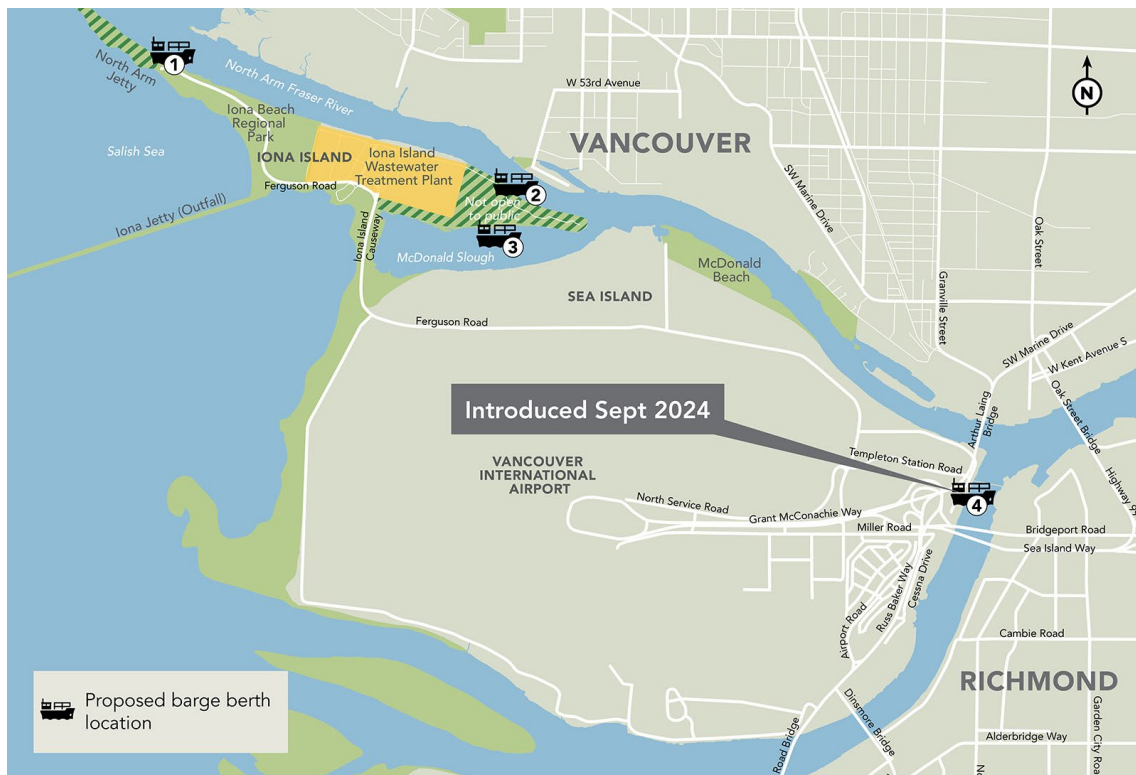 North Arm
Jetty
1
North Arm Fraser River
W 53rd Avenue
N
Iona Beach
Regional
Park
VANCOUVER
Salish Sea
IONA ISLAND
Iona Island
Wastewater
Treatment Plant
SW Marine Drive
Oak Street
Ferguson Road
2
Not open
to public
Iona Jetty (Outfall)
Iona Island
Causeway
3
McDonald Slough
McDonald
Beach
Granville Street
SEA ISLAND
Ferguson Road
SW Marine Drive
W Kent Avenue S
Oak Street Bridge
Introduced Sept 2024
Arthur Laing
Bridge
Templeton Station Road
VANCOUVER
INTERNATIONAL
AIRPORT
Highway 99
North Service Road
Grant McConachie Way
4
Miller Road
Bridgeport Road
Sea Island Way
Cessna Drive
Russ Baker Way
Airport Road
Cambie Road
RICHMOND
Proposed barge berth
location
Dinsmore Bridge
Road Bridge
Garden City Road
Alderbridge Way